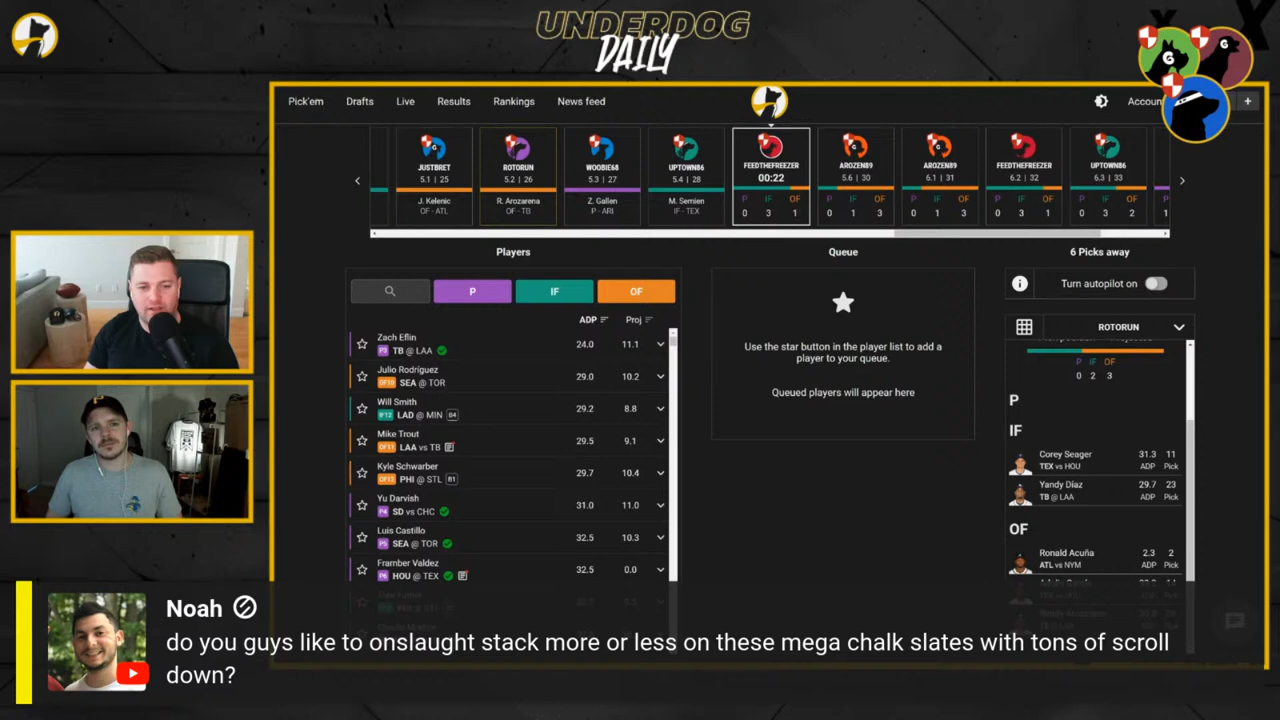 UNDERDOG
DAILY
Pick'em Drafts Live Results Rankings News feed
Accoun
+
JUSTBRET
5.1 | 25
J. Kelenic
OF - ATL
ROTORUN
5.2 | 26
R. Arozarena
OF - TB
WOOBIE68
5.3 | 27
Z. Gallen
P - ARI
UPTOWN86
5.4 | 28
M. Semien
IF - TEX
FEEDTHEFREEZER
00:22
P IF OF
0 3 1
AROZEN89
5.6 | 30
P IF OF
0 1 3
AROZEN89
6.1 | 31
P IF OF
0 1 3
FEEDTHEFREEZER
6.2 | 32
P IF OF
0 3 1
UPTOWN86
6.3 | 33
P IF OF
0 3 2
1
Players
P IF OF
ADP Proj
Zach Eflin
P3 TB @ LAA
24.0 11.1
Julio Rodríguez
OF10 SEA @ TOR
29.0 10.2
Will Smith
IF12 LAD @ MIN B4
29.2 8.8
Mike Trout
OF11 LAA vs TB
29.5 9.1
Kyle Schwarber
OF12 PHI @ STL B1
29.7 10.4
Yu Darvish
P4 SD vs CHC
31.0 11.0
Luis Castillo
P5 SEA @ TOR
32.5 10.3
Framber Valdez
P6 HOU @ TEX
32.5 0.0
Queue
Use the star button in the player list to add a
player to your queue.
Queued players will appear here
6 Picks away
Turn autopilot on
ROTORUN
P IF OF
0 2 3
P
IF
Corey Seager
TEX vs HOU
31.3 11
ADP Pick
Yandy Díaz
TB @ LAA
29.7 23
ADP Pick
OF
Ronald Acuña
ATL vs NYM
2.3 2
ADP Pick
Noah
do you guys like to onslaught stack more or less on these mega chalk slates with tons of scroll
down?